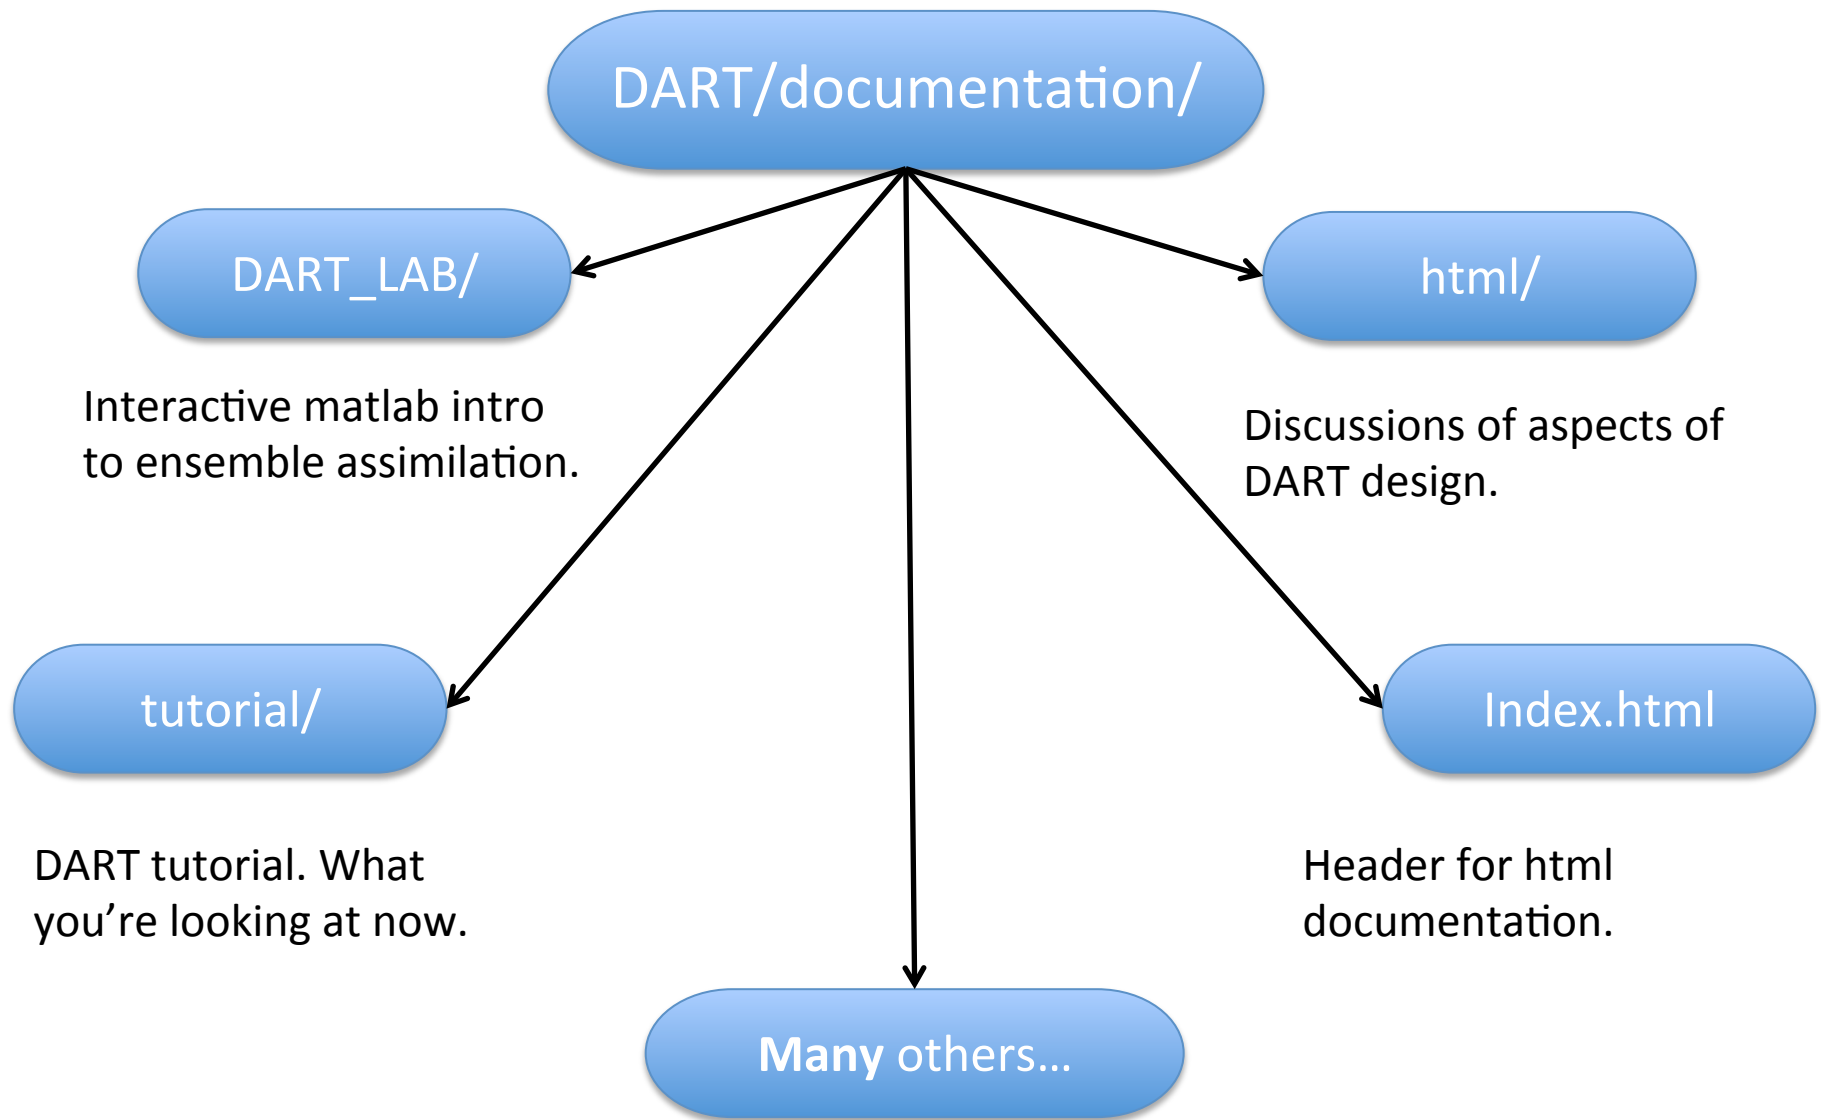 DART/documentation/
DART_LAB/
html/
Interactive matlab intro
to ensemble assimilation.
Discussions of aspects of
DART design.
tutorial/
Index.html
DART tutorial. What
you’re looking at now.
Header for html
documentation.
Many others…